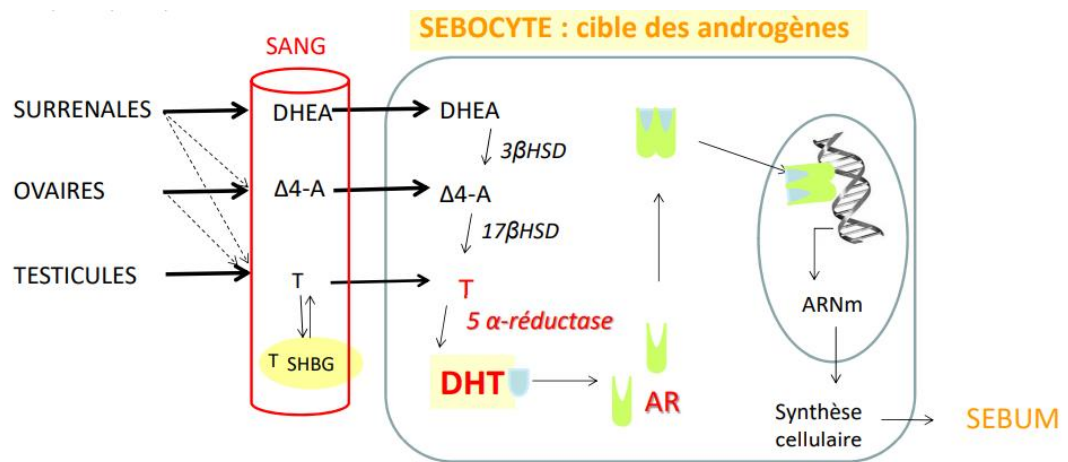 SEBOCYTE : cible des androgènes
SANG
SURRENALES
DHEA
DHEA
3βHSD
OVAIRES
Δ4-A
Δ4-A
17βHSD
TESTICULES
T
T
5 α-réductase
ARNm
T SHBG
DHT
AR
Synthèse
cellulaire
SEBUM